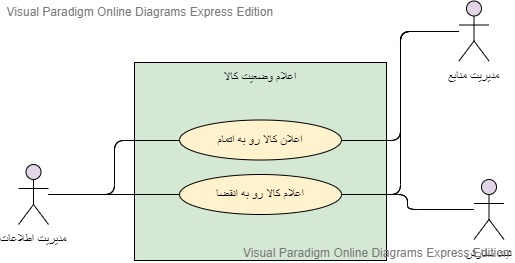 Visual Paradigm Online Diagrams Express Edition
اعلام وضعیت کالا
مدیریت منابع
اعلان کالا رو به اتمام
اعلام کالا رو به انقضا
مدیریت اطلاعات
Visual Paradigm Online Diagrams Express Edition